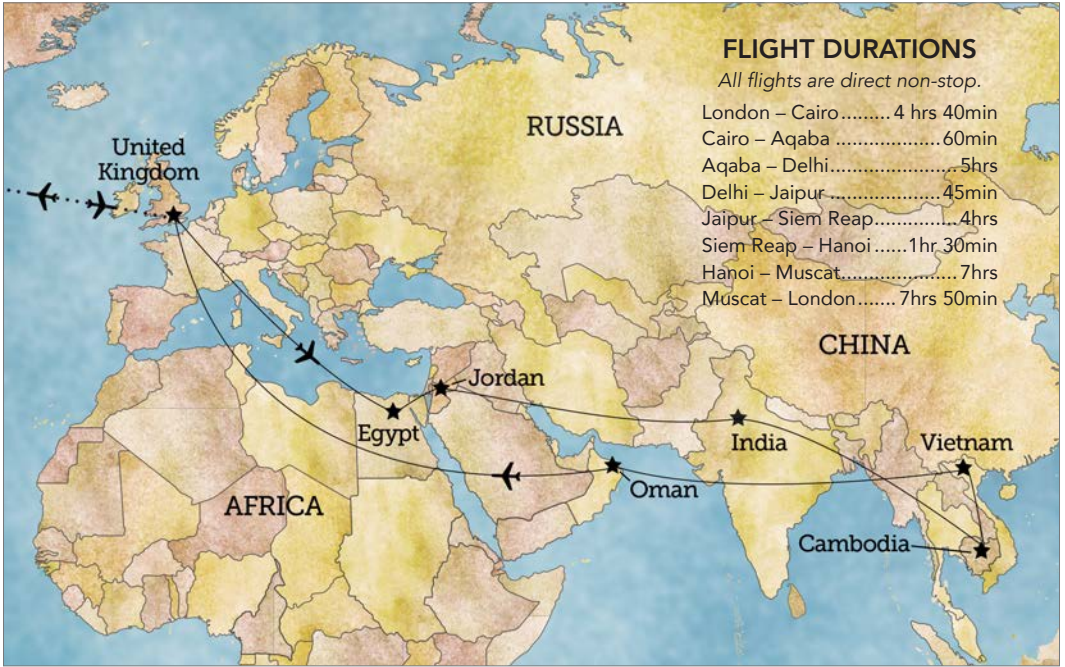 FLIGHT DURATIONS
All flights are direct non-stop.
London – Cairo......... 4 hrs 40min
Cairo – Aqaba ...................60min
Aqaba – Delhi.......................5hrs
Delhi – Jaipur ....................45min
Jaipur – Siem Reap...............4hrs
Siem Reap – Hanoi ......1hr 30min
Hanoi – Muscat.....................7hrs
Muscat – London....... 7hrs 50min
RUSSIA
United
Kingdom
CHINA
Jordan
Egypt
India
Vietnam
Oman
AFRICA
Cambodia